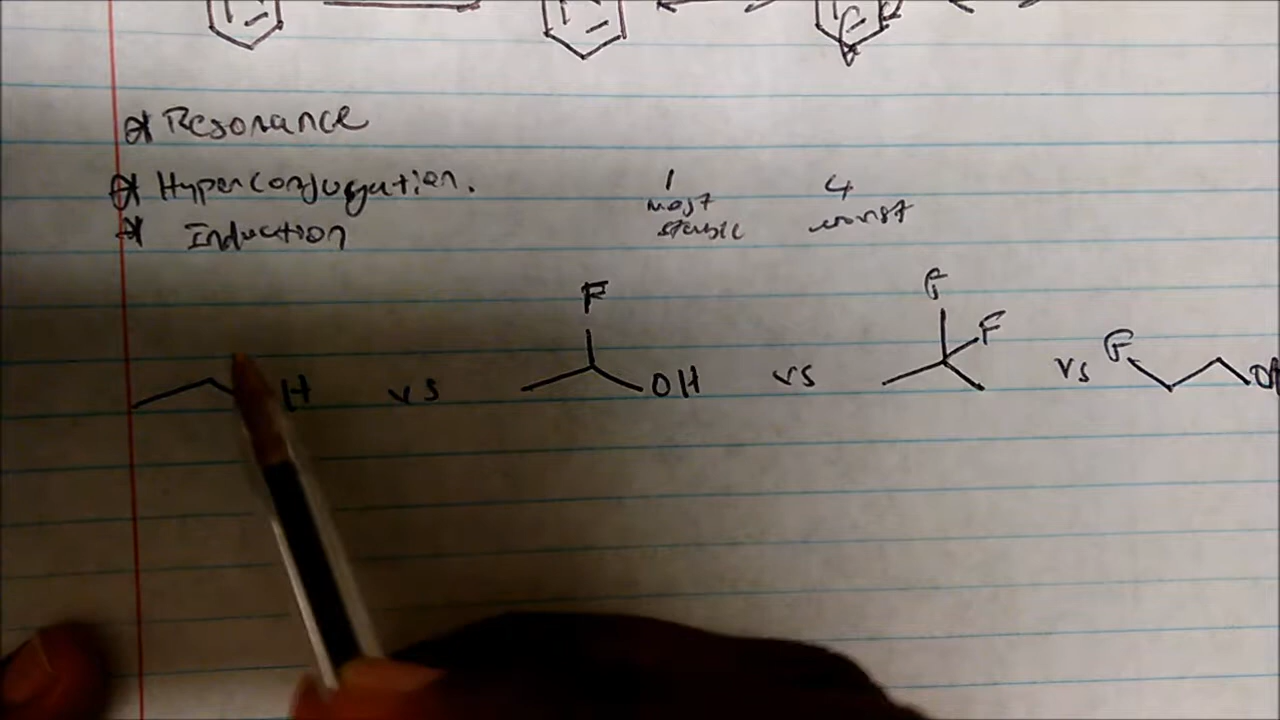 Resonance
Hyperconjugation.
Induction
1 most stable
4 worst
H vs F OH vs F F vs F OH